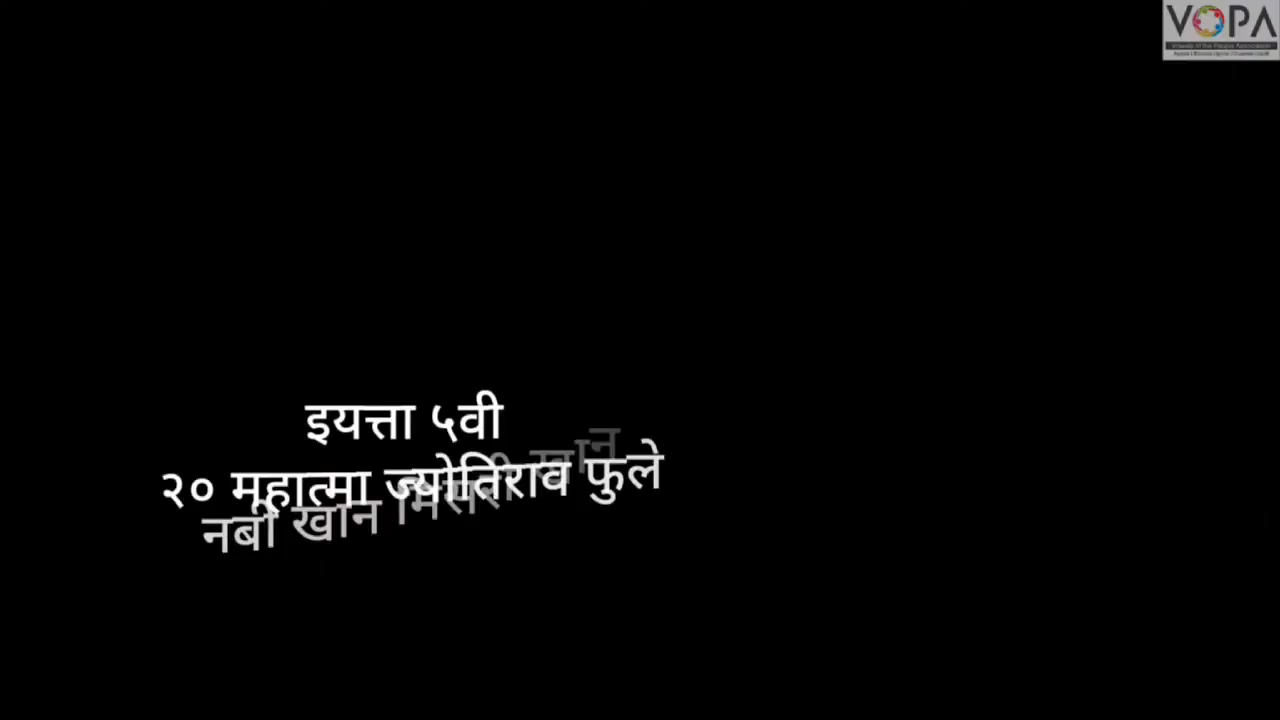 VOPA
इयत्ता ५वी
२० महात्मा ज्योतिराव फुले
नबी खान खान